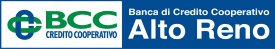 BCC
CREDITO COOPERATIVO
Banca di Credito Cooperativo
Alto Reno